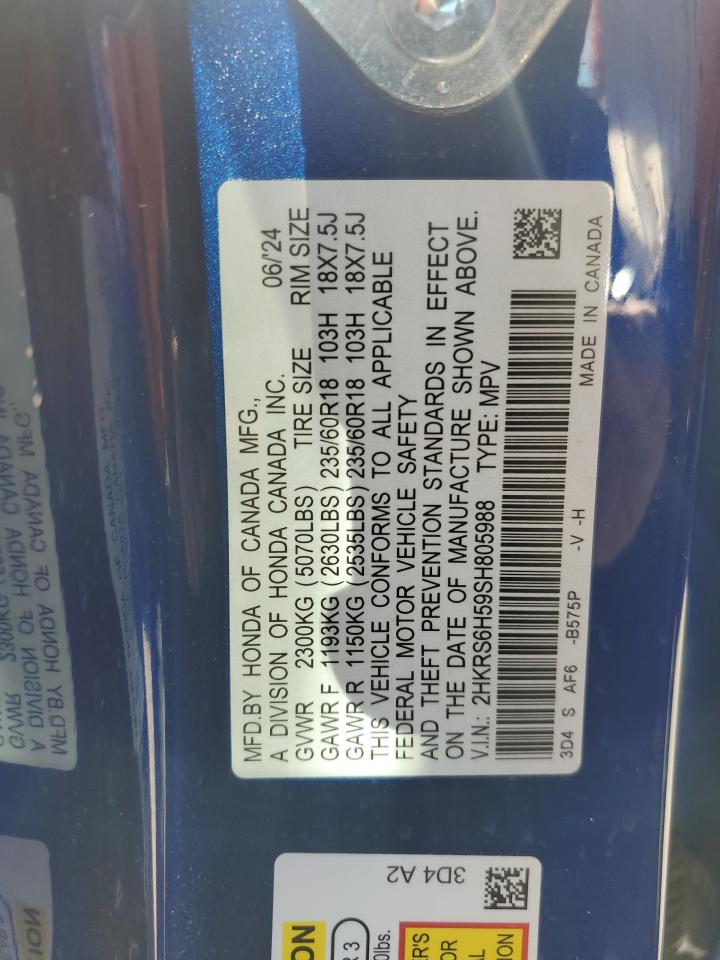 MFD.BY HONDA OF CANADA MFG.,
A DIVISION OF HONDA CANADA INC. 06/'24
GVWR 2300KG (5070LBS) TIRE SIZE RIM SIZE
GAWR F 1193KG (2630LBS) 235/60R18 103H 18X7.5J
GAWR R 1150KG (2535LBS) 235/60R18 103H 18X7.5J
THIS VEHICLE CONFORMS TO ALL APPLICABLE
FEDERAL MOTOR VEHICLE SAFETY
AND THEFT PREVENTION STANDARDS IN EFFECT
ON THE DATE OF MANUFACTURE SHOWN ABOVE.
V.I.N.: 2HKRS6H59SH805988 TYPE: MPV
3D4 S AF6 -B575P -V -H MADE IN CANADA
3D4 A2